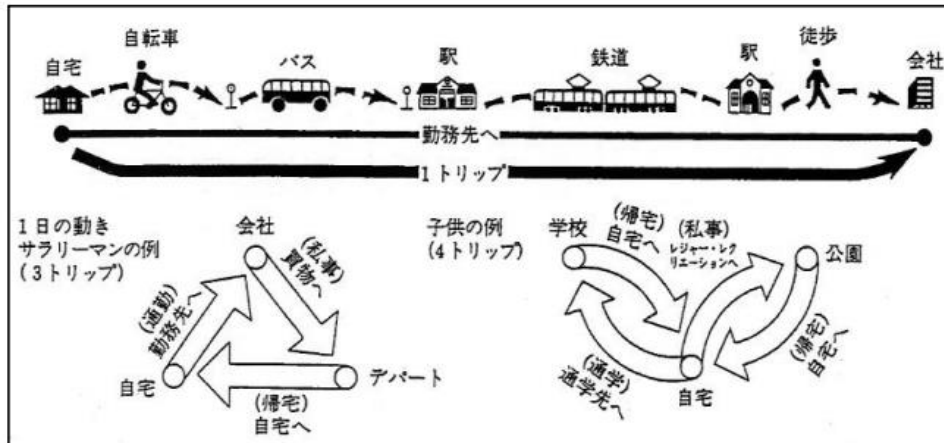 自宅
自転車
バス
駅
鉄道
駅
徒歩
会社
勤務先へ
1トリップ
1日の動き
サラリーマンの例
(3トリップ)
会社
(通勤)
勤務先へ
(私事)
買物へ
自宅
デパート
(帰宅)
自宅へ
子供の例
(4トリップ)
学校
(帰宅)
自宅へ
(私事)
レジャー・レク
リエーションへ
公園
(通学)
通学先へ
(帰宅)
自宅へ
自宅